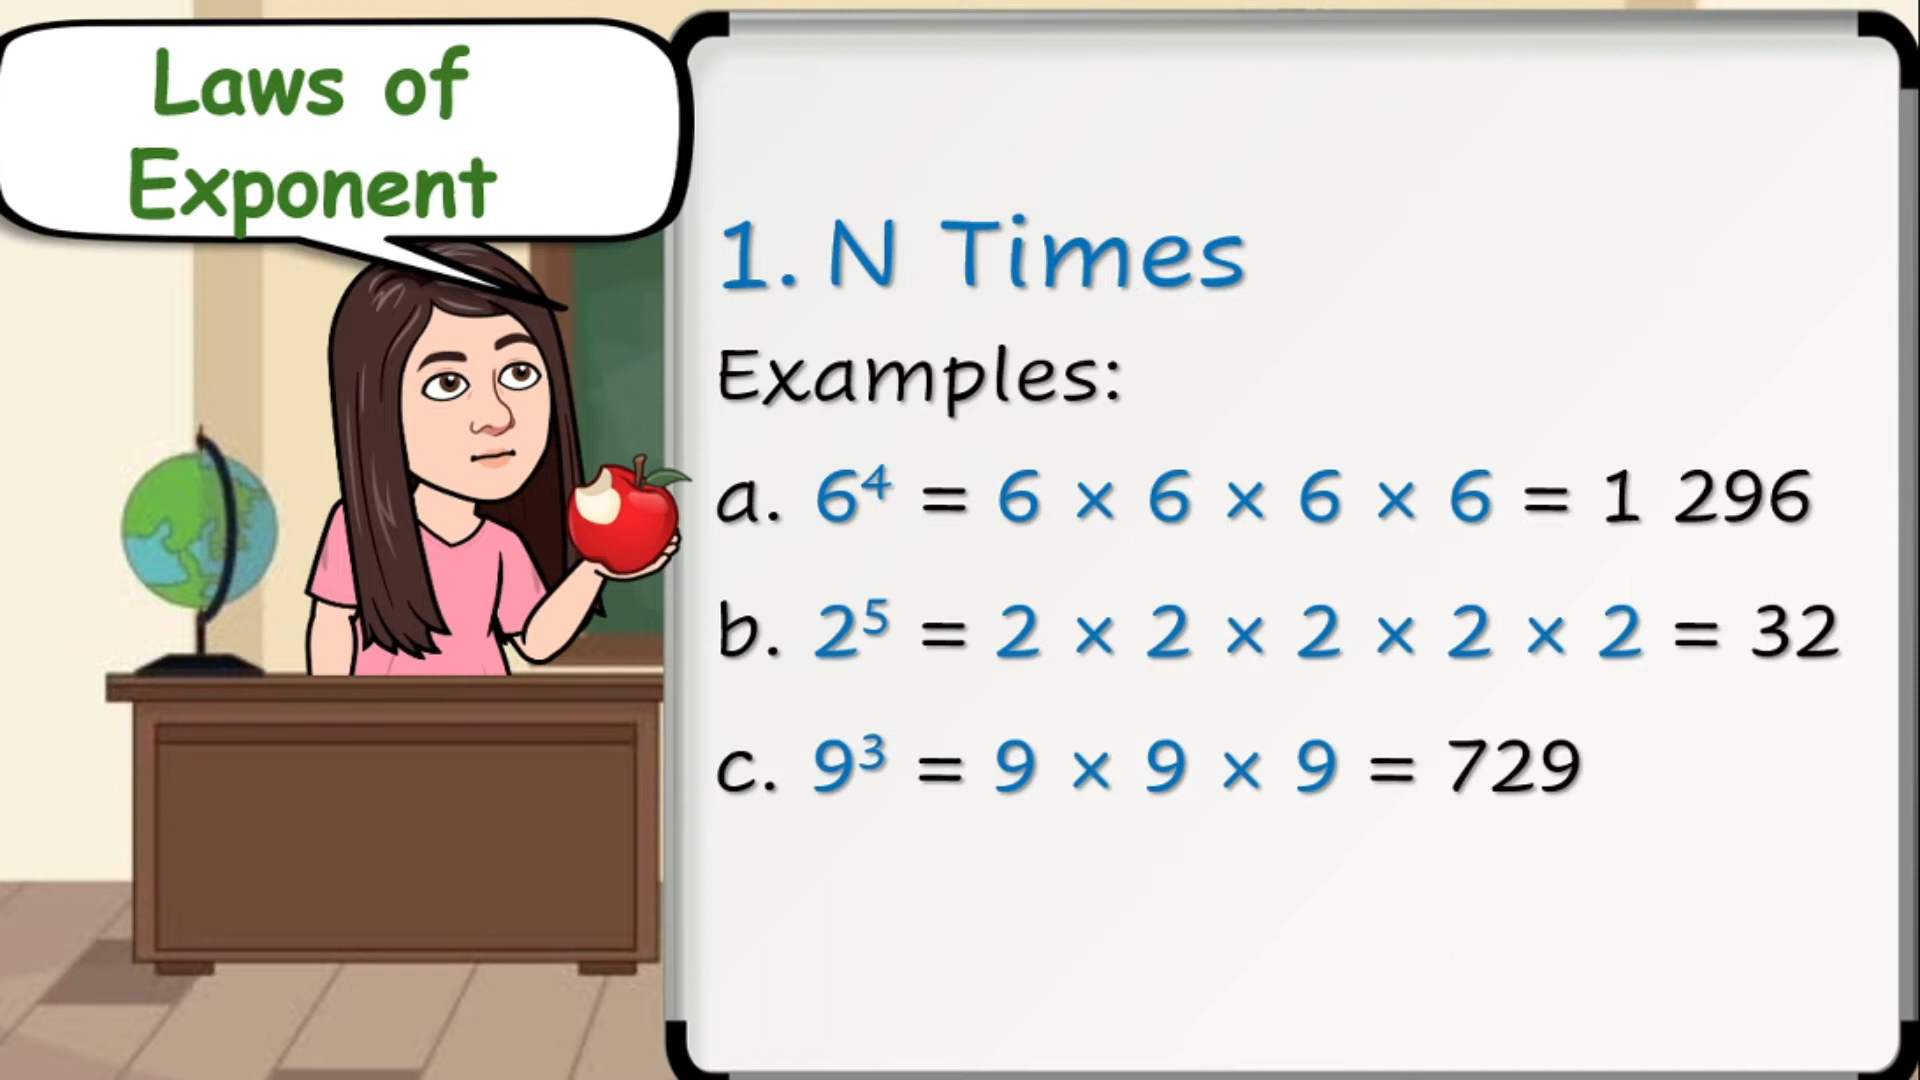 Laws of
Exponent
1. N Times
Examples:
a. 6⁴ = 6 × 6 × 6 × 6 = 1 296
b. 2⁵ = 2 × 2 × 2 × 2 × 2 = 32
c. 9³ = 9 × 9 × 9 = 729